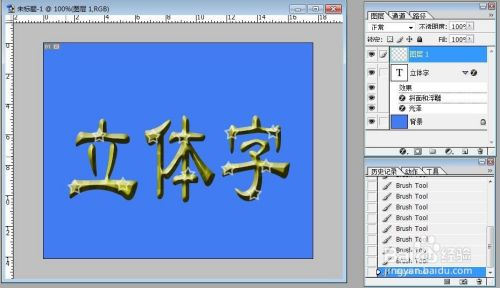 未标题-1 @ 100%(图层 1,RGB)
立体字
图层 通道 路径
正常 不透明度: 100%
锁定: Fill: 100%
图层 1
T 立体字
效果
斜面和浮雕
光泽
背景
历史记录 动作 工具
Brush Tool
Brush Tool
Brush Tool
Brush Tool
Brush Tool
Brush Tool
Brush Tool
jingyan.baidu.com